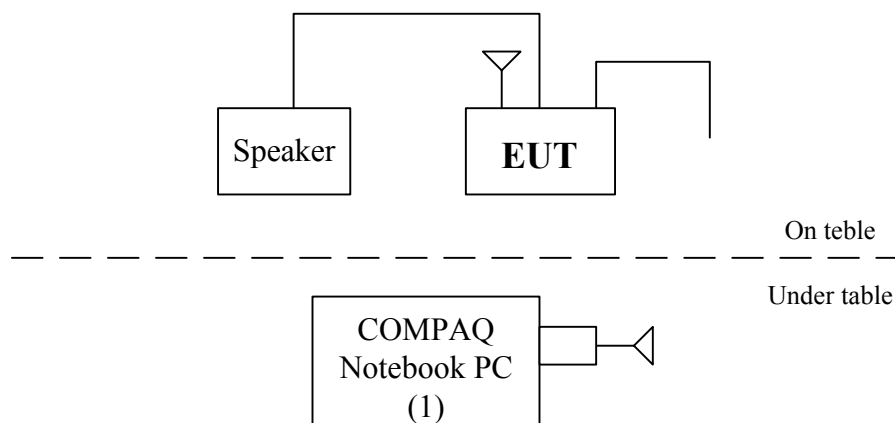 Speaker
EUT
On teble
Under table
COMPAQ
Notebook PC
(1)